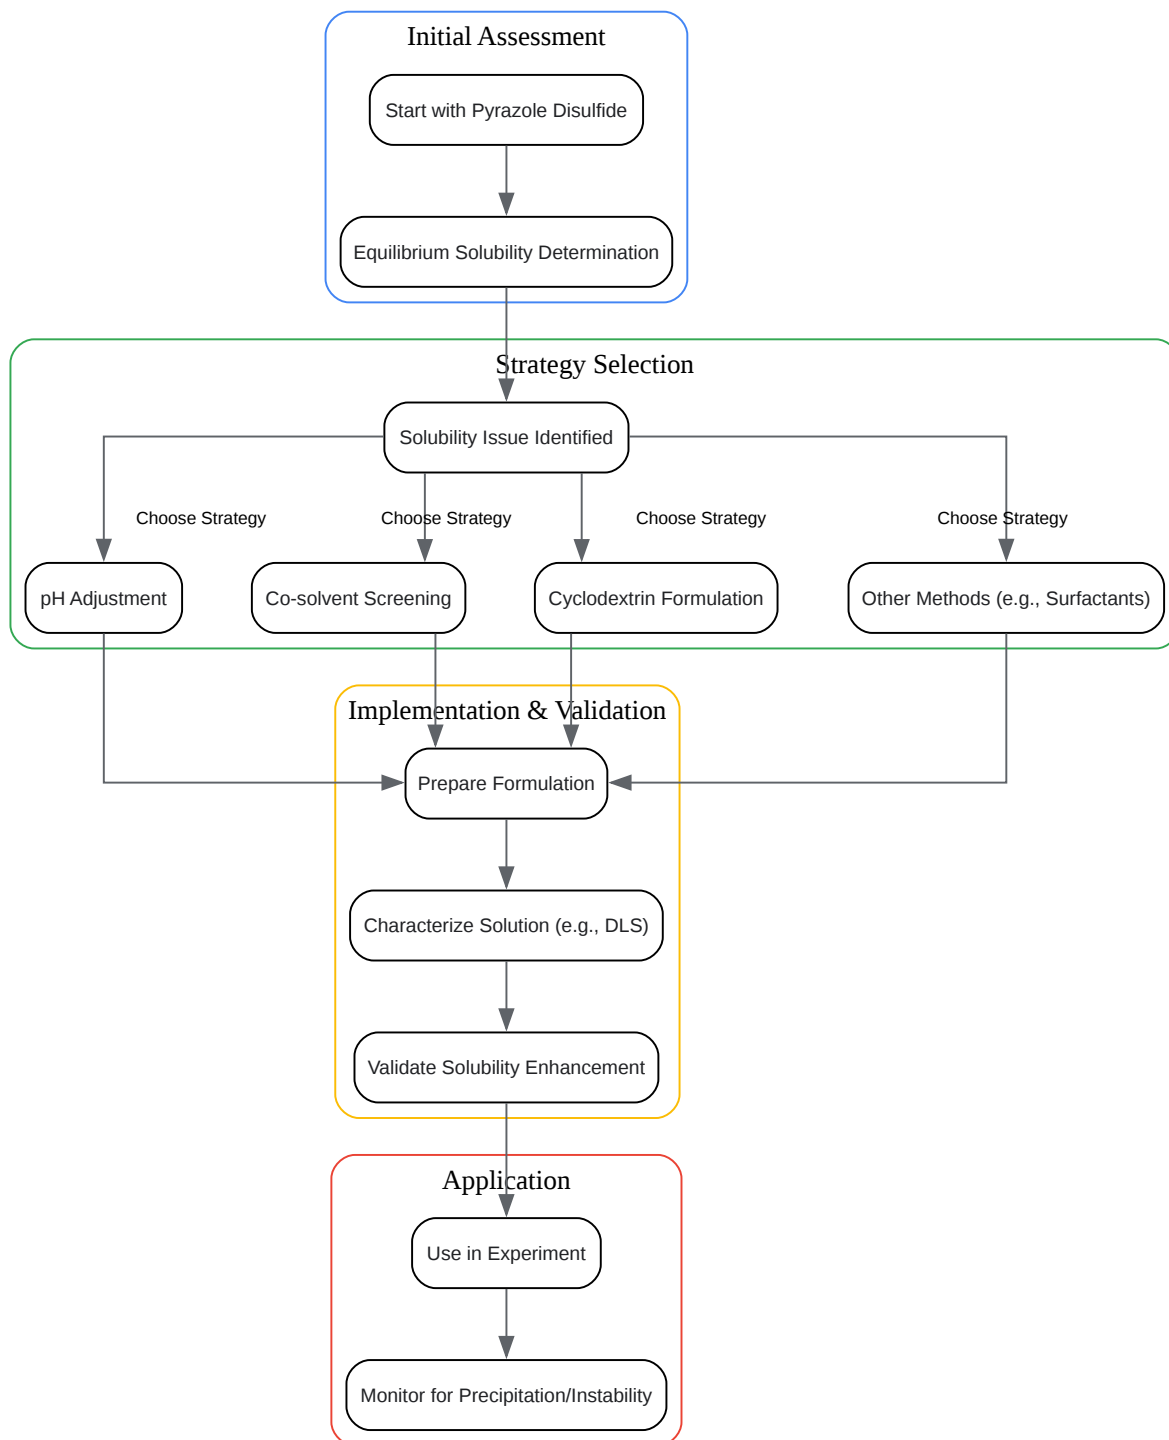 Initial Assessment
Start with Pyrazole Disulfide
Equilibrium Solubility Determination
Strategy Selection
Solubility Issue Identified
Choose Strategy
Choose Strategy
Choose Strategy
Choose Strategy
pH Adjustment
Co-solvent Screening
Cyclodextrin Formulation
Other Methods (e.g., Surfactants)
Implementation & Validation
Prepare Formulation
Characterize Solution (e.g., DLS)
Validate Solubility Enhancement
Application
Use in Experiment
Monitor for Precipitation/Instability